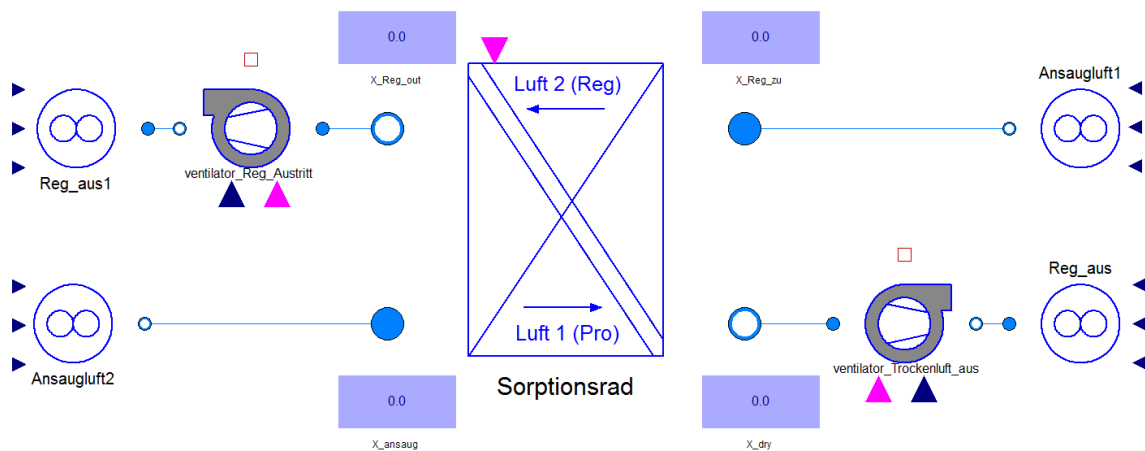 0.0
0.0
X_Reg_out
X_Reg_zu
Luft 2 (Reg)
Ansaugluft1
Reg_aus1
ventilator_Reg_Austritt
Reg_aus
Luft 1 (Pro)
Ansaugluft2
ventilator_Trockenluft_aus
Sorptionsrad
0.0
0.0
X_ansaug
X_dry